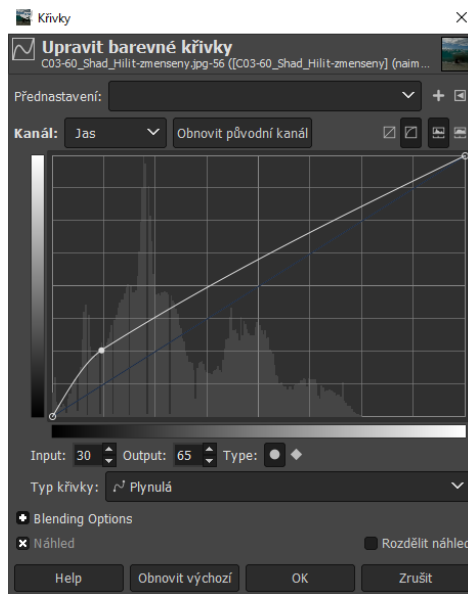 Křivky
Upravit barevné křivky
C03-60_Shad_Hilit-zmenseny.jpg-56 ([C03-60_Shad_Hilit-zmenseny] (naim...
Přednastavení:
Kanál: Jas Obnovit původní kanál
Input: 30 Output: 65 Type:
Typ křivky: Plynulá
Blending Options
Náhled Rozdělit náhled
Help Obnovit výchozí OK Zrušit